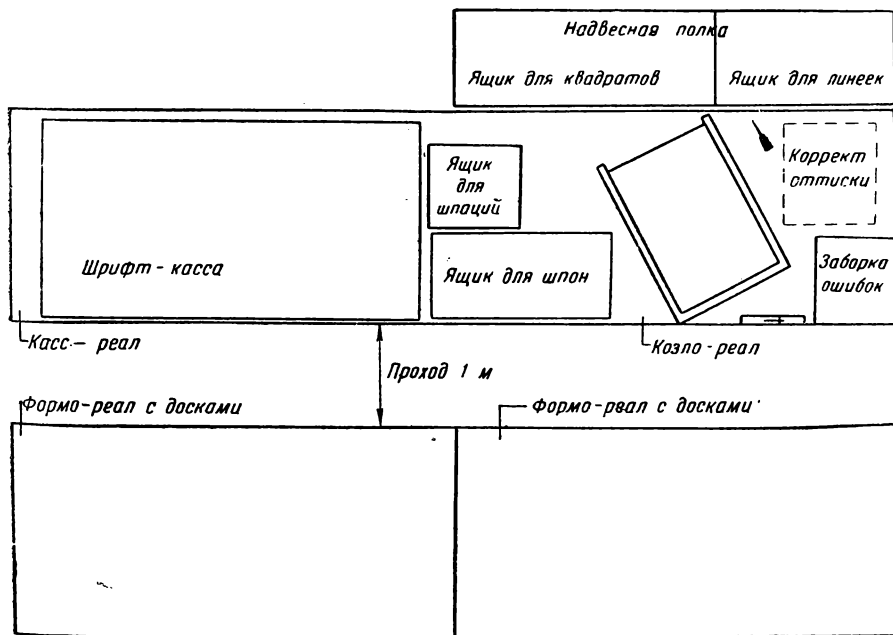 Надвесная полка
Ящик для квадратов
Ящик для линеек
Ящик
для
шпаций
Коррект
оттиски
Шрифт-касса
Ящик для шпон
Заборка
ошибок
Касс.- реал
Козло-реал
Проход 1 м
Формо-реал с досками
Формо-рвал с досками